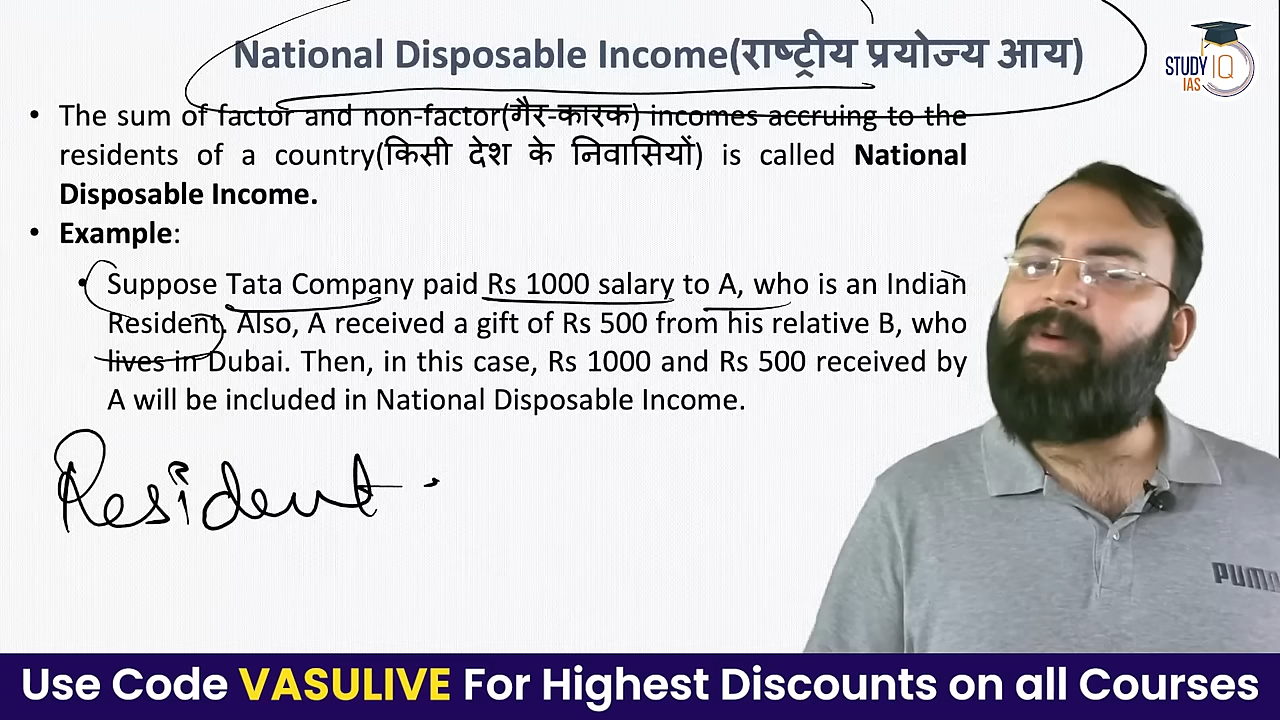 National Disposable Income(राष्ट्रीय प्रयोज्य आय)
STUDY IQ
IAS
• The sum of factor and non-factor(गैर-कारक) incomes accruing to the
residents of a country(किसी देश के निवासियों) is called National
Disposable Income.
• Example:
• Suppose Tata Company paid Rs 1000 salary to A, who is an Indian
Resident. Also, A received a gift of Rs 500 from his relative B, who
lives in Dubai. Then, in this case, Rs 1000 and Rs 500 received by
A will be included in National Disposable Income.
Resident
PUMA
Use Code VASULIVE For Highest Discounts on all Courses